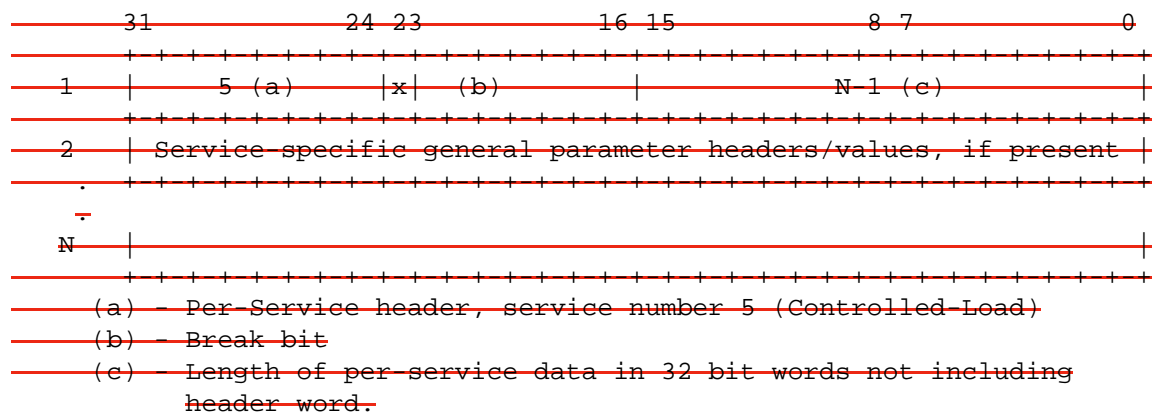 31 24 23 16 15 8 7 0
+-+-+-+-+-+-+-+-+-+-+-+-+-+-+-+-+-+-+-+-+-+-+-+-+-+-+-+-+-+-+-+-+
1 | 5 (a) |x| (b) | N-1 (c) |
+-+-+-+-+-+-+-+-+-+-+-+-+-+-+-+-+-+-+-+-+-+-+-+-+-+-+-+-+-+-+-+-+
2 | Service-specific general parameter headers/values, if present |
. +-+-+-+-+-+-+-+-+-+-+-+-+-+-+-+-+-+-+-+-+-+-+-+-+-+-+-+-+-+-+-+-+
.
N | |
+-+-+-+-+-+-+-+-+-+-+-+-+-+-+-+-+-+-+-+-+-+-+-+-+-+-+-+-+-+-+-+-+
(a) - Per-Service header, service number 5 (Controlled-Load)
(b) - Break bit
(c) - Length of per-service data in 32 bit words not including
header word.